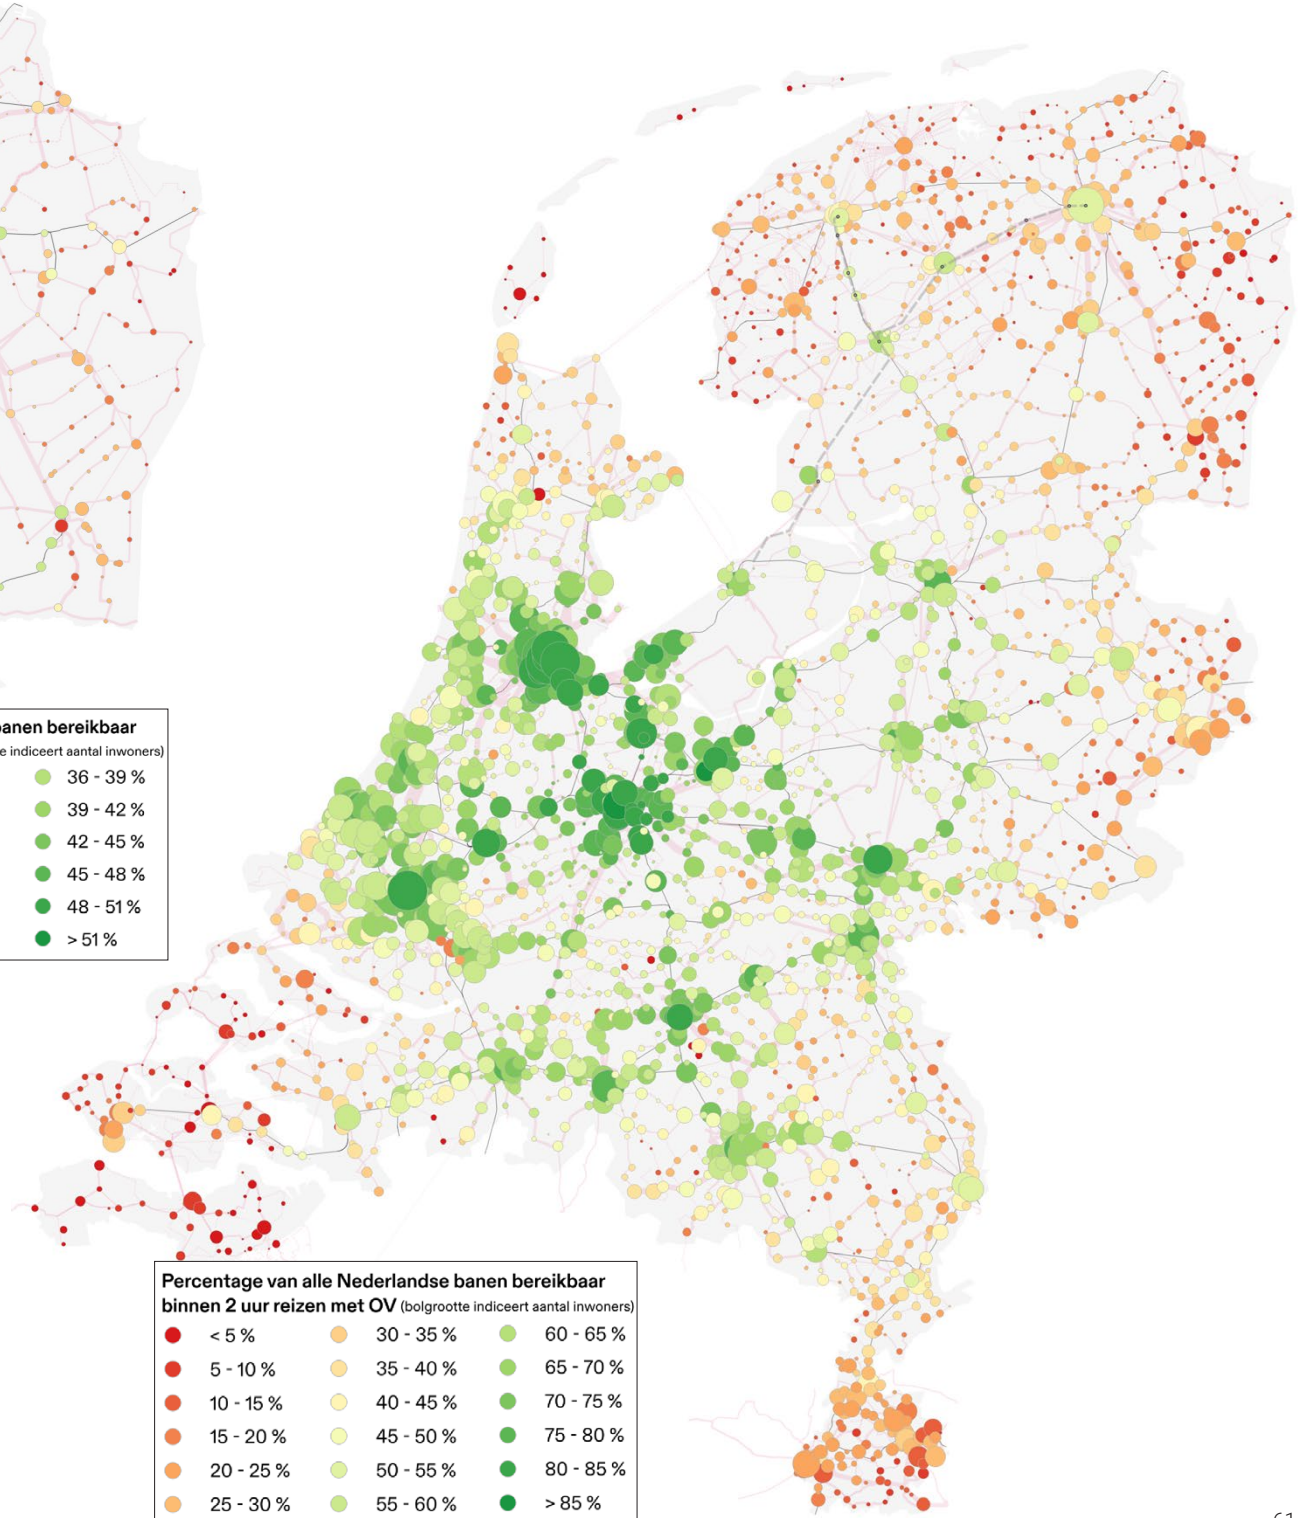 banen bereikbaar
e indiceert aantal inwoners)
36 - 39 %
39 - 42 %
42 - 45 %
45 - 48 %
48 - 51 %
> 51 %
Percentage van alle Nederlandse banen bereikbaar
binnen 2 uur reizen met OV (bolgrootte indiceert aantal inwoners)
< 5 % 30 - 35 % 60 - 65 %
5 - 10 % 35 - 40 % 65 - 70 %
10 - 15 % 40 - 45 % 70 - 75 %
15 - 20 % 45 - 50 % 75 - 80 %
20 - 25 % 50 - 55 % 80 - 85 %
25 - 30 % 55 - 60 % > 85 %